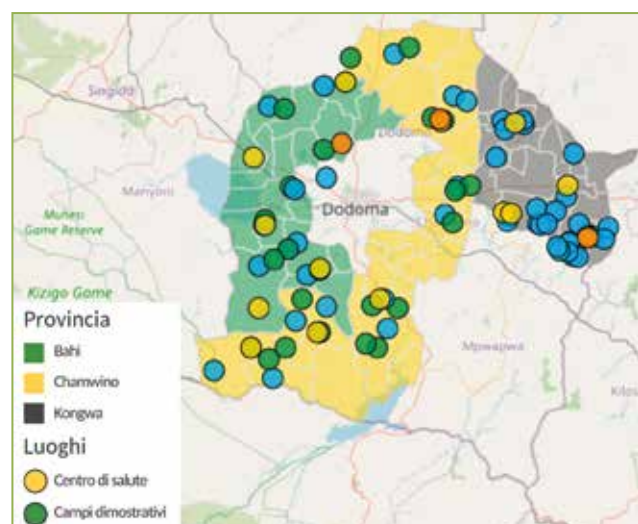 Singida
Dodoma
Manyoni
Dodoma
Muhesi
Game Reserve
Kizigo Game
Provincia
Bahi
Mpwapwa
Chamwino
Kongwa
Luoghi
Centro di salute
Campi dimostrativi